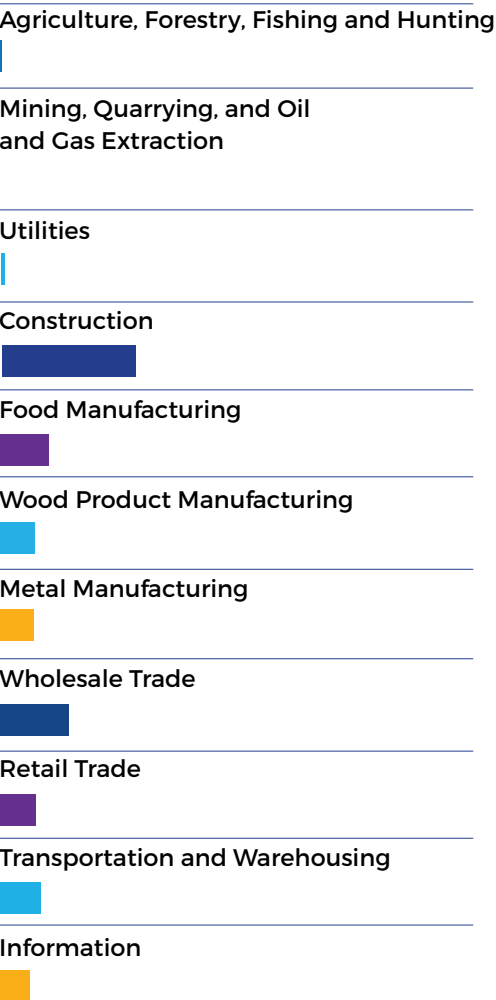 Agriculture, Forestry, Fishing and Hunting
Mining, Quarrying, and Oil
and Gas Extraction
Utilities
Construction
Food Manufacturing
Wood Product Manufacturing
Metal Manufacturing
Wholesale Trade
Retail Trade
Transportation and Warehousing
Information